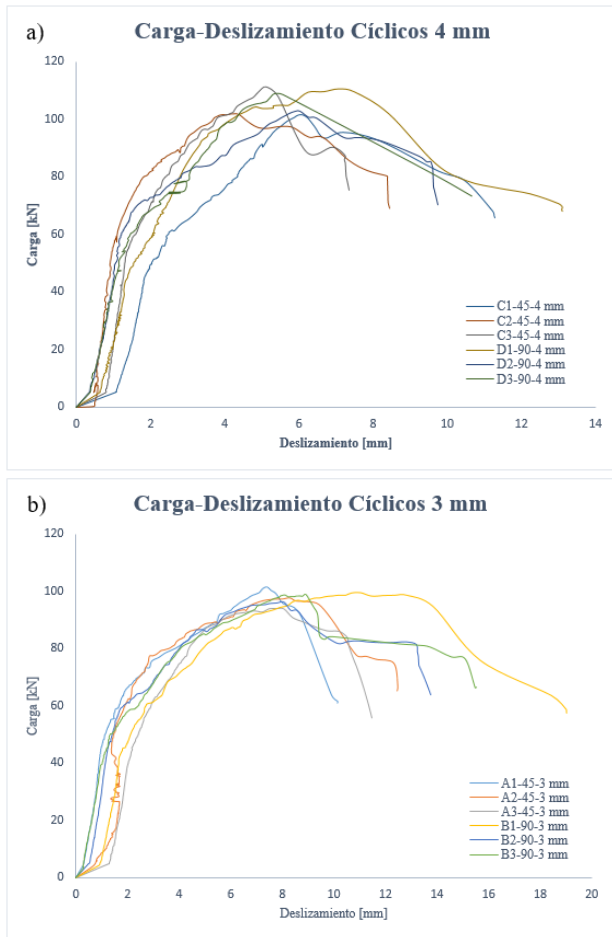 a)
Carga-Deslizamiento Cíclicos 4 mm
120
100
80
60
40
20
0
Carga [kN]
C1-45-4 mm
C2-45-4 mm
C3-45-4 mm
D1-90-4 mm
D2-90-4 mm
D3-90-4 mm
0 2 4 6 8 10 12 14
Deslizamiento [mm]
b)
Carga-Deslizamiento Cíclicos 3 mm
120
100
80
60
40
20
0
Carga [kN]
A1-45-3 mm
A2-45-3 mm
A3-45-3 mm
B1-90-3 mm
B2-90-3 mm
B3-90-3 mm
0 2 4 6 8 10 12 14 16 18 20
Deslizamiento [mm]